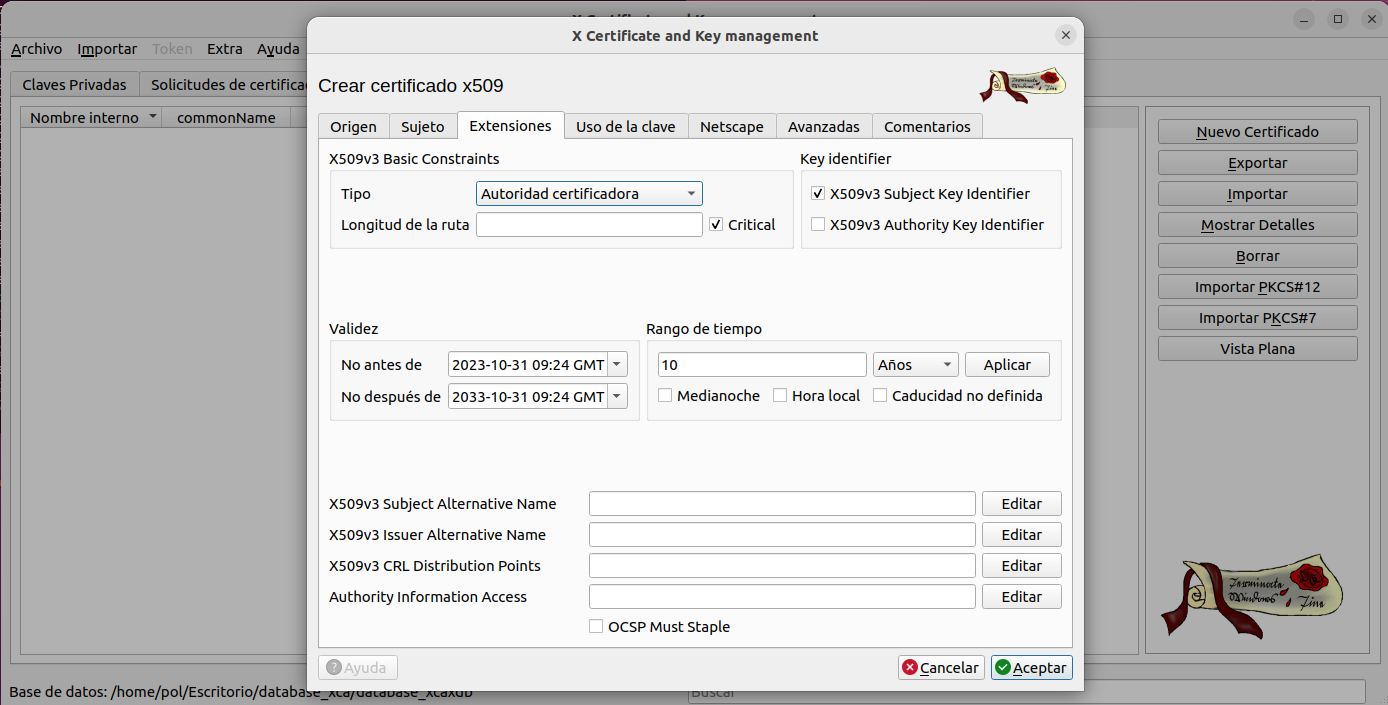 X Certificate and Key management
Archivo Importar Token Extra Ayuda
Claves Privadas Solicitudes de certifica
Nombre interno commonName
Crear certificado x509
Origen Sujeto Extensiones Uso de la clave Netscape Avanzadas Comentarios
X509v3 Basic Constraints
Tipo Autoridad certificadora
Longitud de la ruta Critical
Key identifier
X509v3 Subject Key Identifier
X509v3 Authority Key Identifier
Validez
No antes de 2023-10-31 09:24 GMT
No después de 2033-10-31 09:24 GMT
Rango de tiempo
10 Años Aplicar
Medianoche Hora local Caducidad no definida
X509v3 Subject Alternative Name Editar
X509v3 Issuer Alternative Name Editar
X509v3 CRL Distribution Points Editar
Authority Information Access Editar
OCSP Must Staple
Ayuda Cancelar Aceptar
Nuevo Certificado
Exportar
Importar
Mostrar Detalles
Borrar
Importar PKCS#12
Importar PKCS#7
Vista Plana
Base de datos: /home/pol/Escritorio/database_xca/database_xcaxdb
Buscar